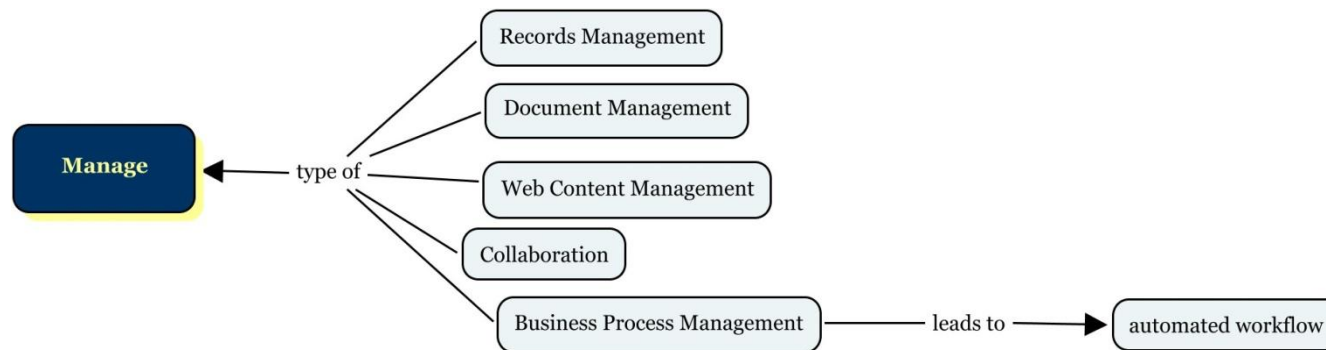 Records Management
Document Management
Manage
type of
Web Content Management
Collaboration
Business Process Management
leads to
automated workflow